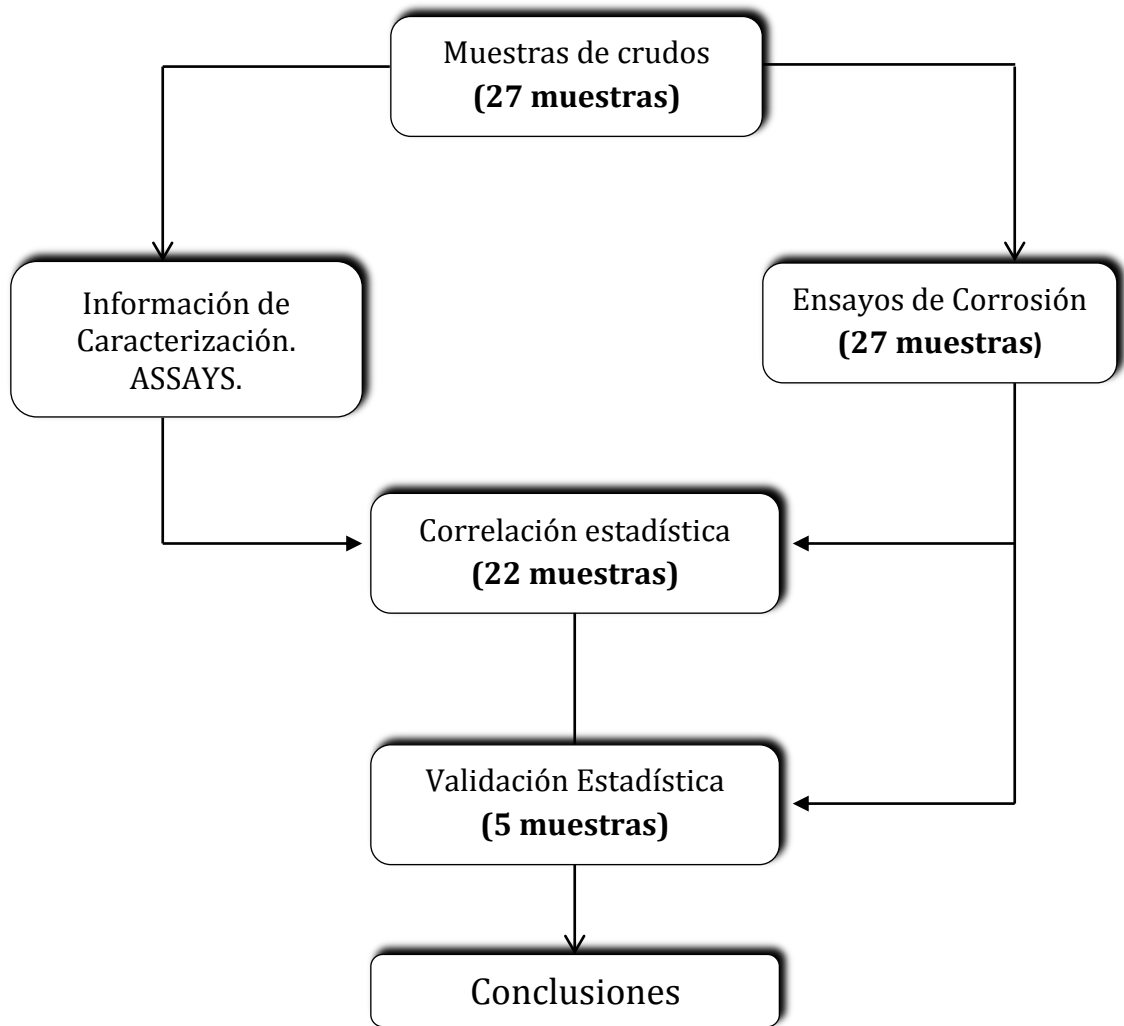 Muestras de crudos
(27 muestras)
Información de
Caracterización.
ASSAYS.
Ensayos de Corrosión
(27 muestras)
Correlación estadística
(22 muestras)
Validación Estadística
(5 muestras)
Conclusiones